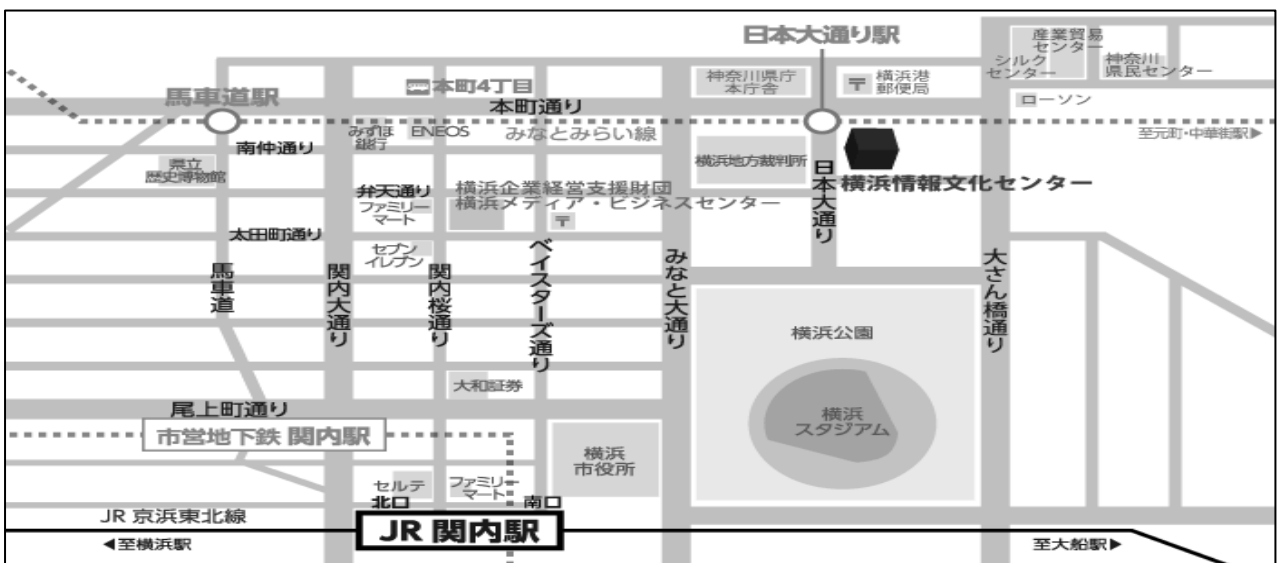 日本大通り駅
産業貿易
センター
シルク
センター
神奈川
県民センター
馬車道駅
本町4丁目
本町通り
神奈川県庁
本庁舎
〒
横浜港
郵便局
ローソン
みずほ
銀行
ENEOS
みなとみらい線
至元町・中華街駅▶
南仲通り
県立
歴史博物館
横浜地方裁判所
日本大通り
横浜情報文化センター
弁天通り
ファミリー
マート
横浜企業経営支援財団
横浜メディア・ビジネスセンター
〒
太田町通り
セブン
イレブン
馬車道
関内大通り
関内桜通り
ベイスターズ通り
みなと大通り
大さん橋通り
横浜公園
大和証券
尾上町通り
横浜
スタジアム
市営地下鉄 関内駅
横浜
市役所
セルテ
ファミリー
マート
北口
南口
JR 京浜東北線
JR 関内駅
◀至横浜駅
至大船駅▶